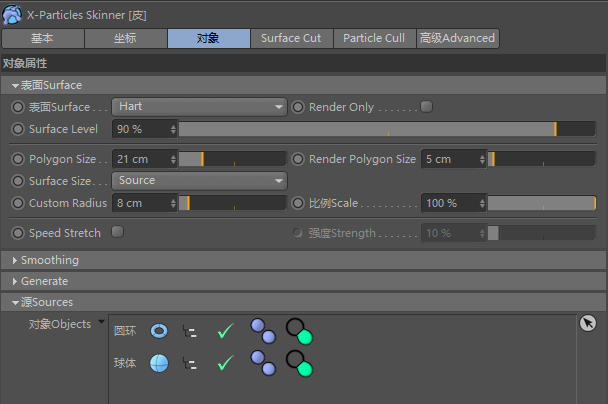 X-Particles Skinner [皮]
基本 坐标 对象 Surface Cut Particle Cull 高级Advanced
对象属性
表面Surface
表面Surface . . . Hart Render Only . . . . . . .
Surface Level 90 %
Polygon Size . . 21 cm Render Polygon Size 5 cm
Surface Size. . . Source
Custom Radius 8 cm 比例Scale . . . . . . . . . 100 %
Speed Stretch 强度Strength . . . . . . 10 %
Smoothing
Generate
源Sources
对象Objects
圆环
球体